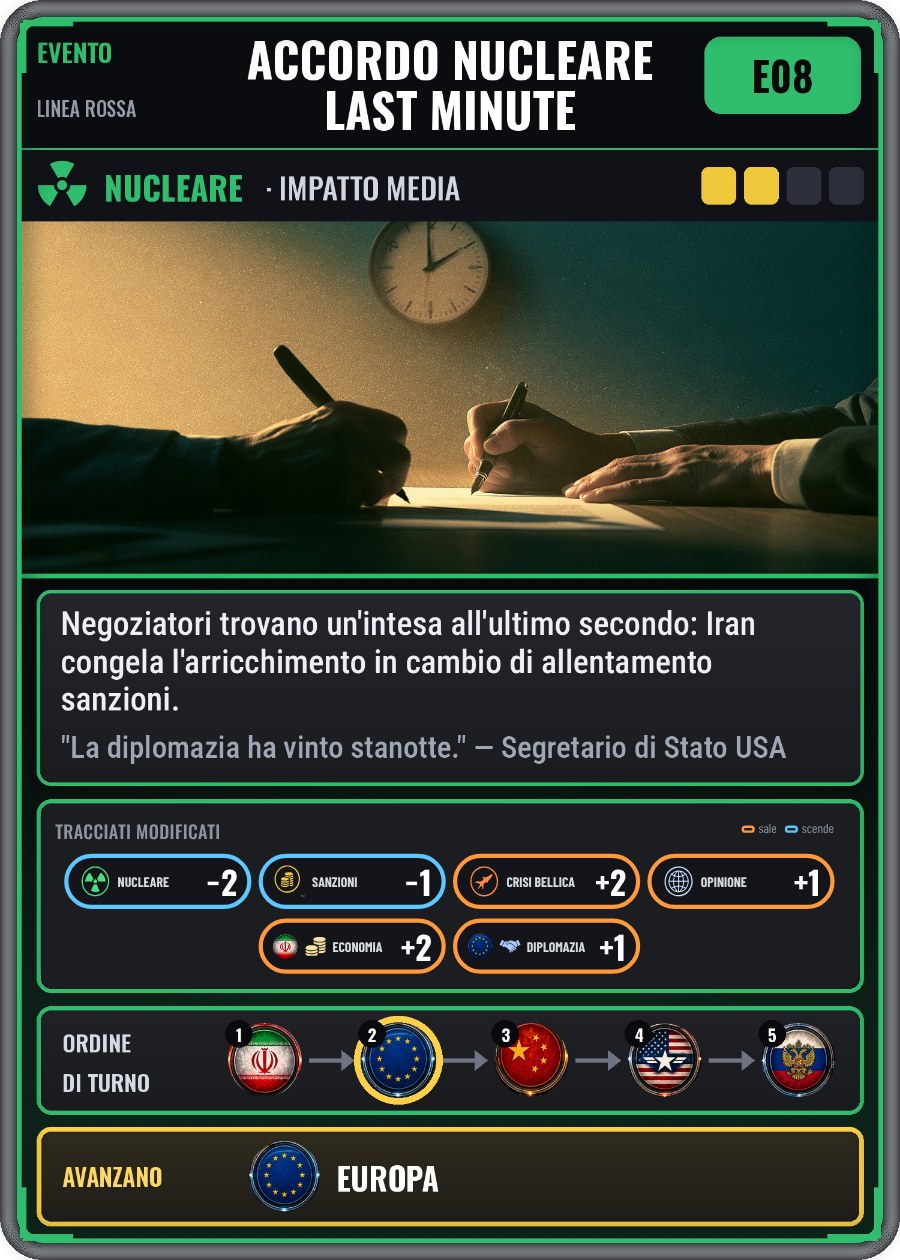 EVENTO
LINEA ROSSA
ACCORDO NUCLEARE
LAST MINUTE
E08
NUCLEARE · IMPATTO MEDIA
Negoziatori trovano un'intesa all'ultimo secondo: Iran
congela l'arricchimento in cambio di allentamento
sanzioni.
"La diplomazia ha vinto stanotte." — Segretario di Stato USA
TRACCIATI MODIFICATI
sale scende
NUCLEARE -2 SANZIONI -1 CRISI BELLICA +2 OPINIONE +1
ECONOMIA +2 DIPLOMAZIA +1
ORDINE
DI TURNO
1 2 3 4 5
AVANZANO EUROPA